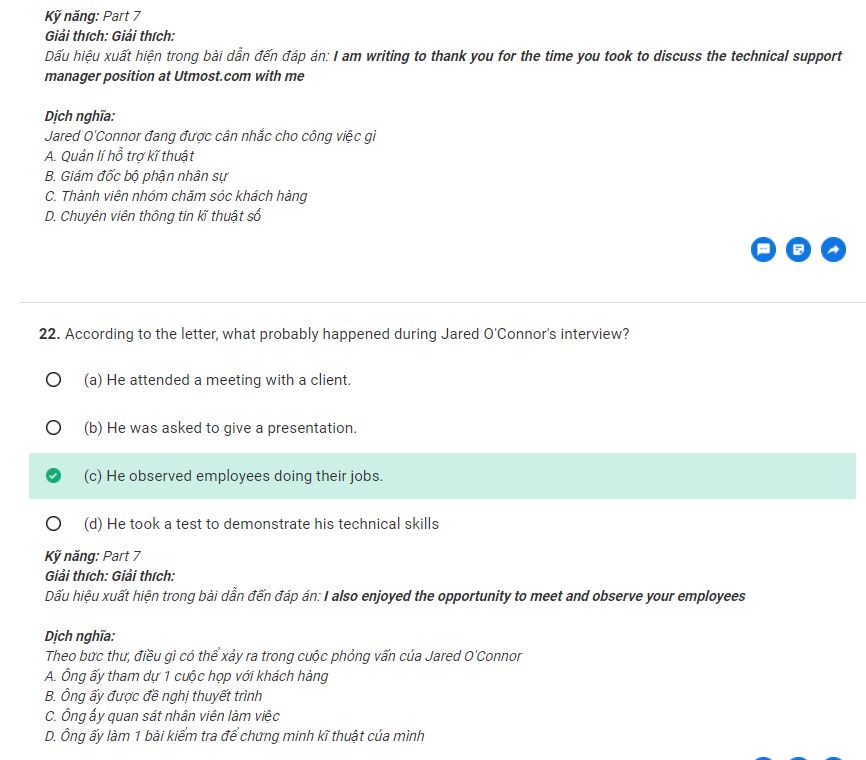 Kỹ năng: Part 7
Giải thích: Giải thích:
Dấu hiệu xuất hiện trong bài dẫn đến đáp án: I am writing to thank you for the time you took to discuss the technical support
manager position at Utmost.com with me
Dịch nghĩa:
Jared O'Connor đang được cân nhắc cho công việc gì
A. Quản lí hỗ trợ kĩ thuật
B. Giám đốc bộ phận nhân sự
C. Thành viên nhóm chăm sóc khách hàng
D. Chuyên viên thông tin kĩ thuật số
22. According to the letter, what probably happened during Jared O'Connor's interview?
(a) He attended a meeting with a client.
(b) He was asked to give a presentation.
(c) He observed employees doing their jobs.
(d) He took a test to demonstrate his technical skills
Kỹ năng: Part 7
Giải thích: Giải thích:
Dấu hiệu xuất hiện trong bài dẫn đến đáp án: I also enjoyed the opportunity to meet and observe your employees
Dịch nghĩa:
Theo bức thư, điều gì có thể xảy ra trong cuộc phỏng vấn của Jared O'Connor
A. Ông ấy tham dự 1 cuộc họp với khách hàng
B. Ông ấy được đề nghị thuyết trình
C. Ông ấy quan sát nhân viên làm việc
D. Ông ấy làm 1 bài kiểm tra để chứng minh kĩ thuật của mình